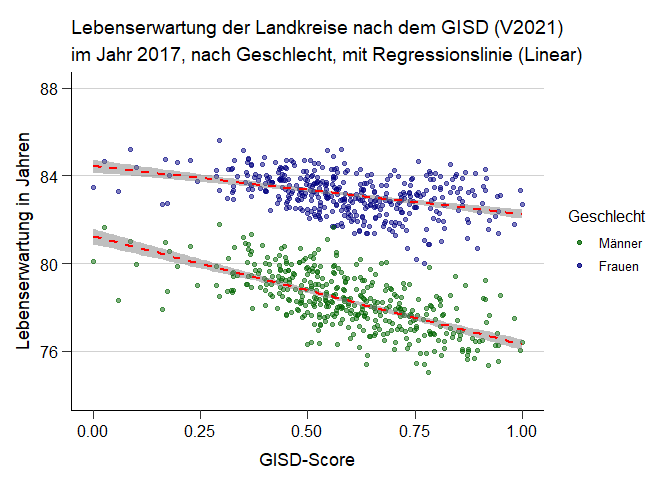 Lebenserwartung der Landkreise nach dem GISD (V2021)
im Jahr 2017, nach Geschlecht, mit Regressionslinie (Linear)
Lebenserwartung in Jahren
88
84
80
76
0.00 0.25 0.50 0.75 1.00
GISD-Score
Geschlecht
Männer
Frauen